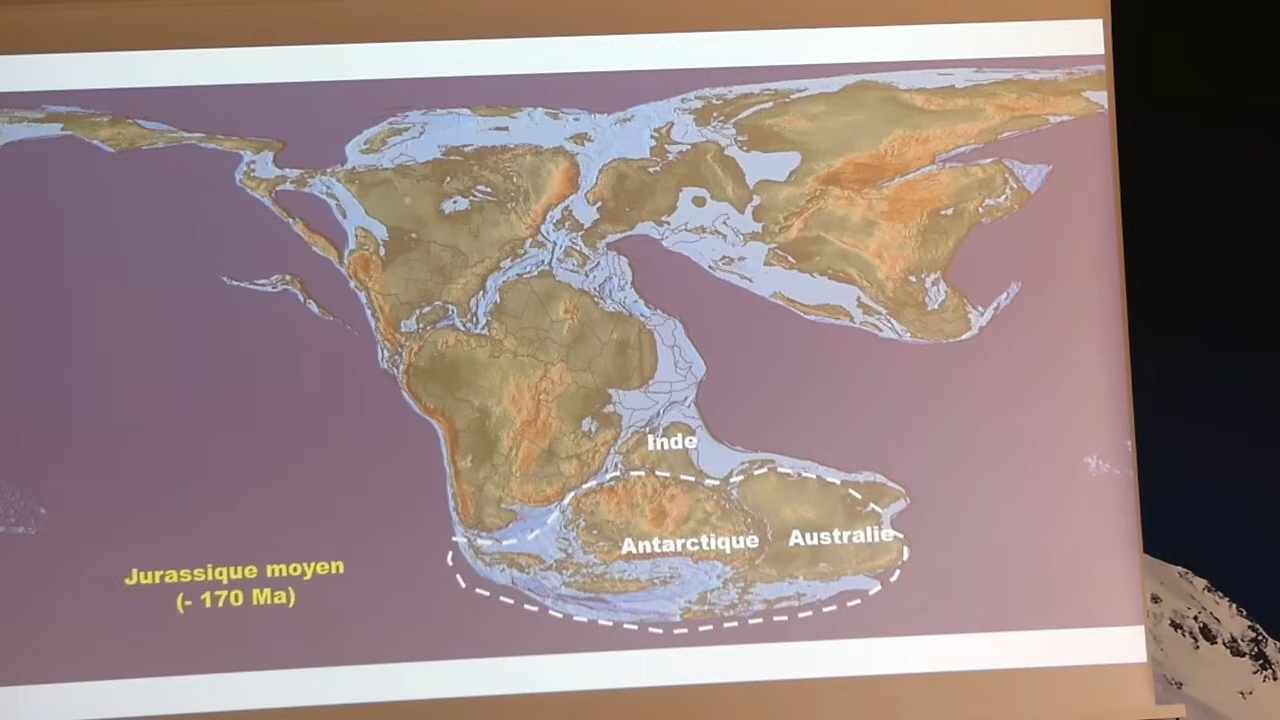 Inde
Antarctique
Australie
Jurassique moyen
(- 170 Ma)